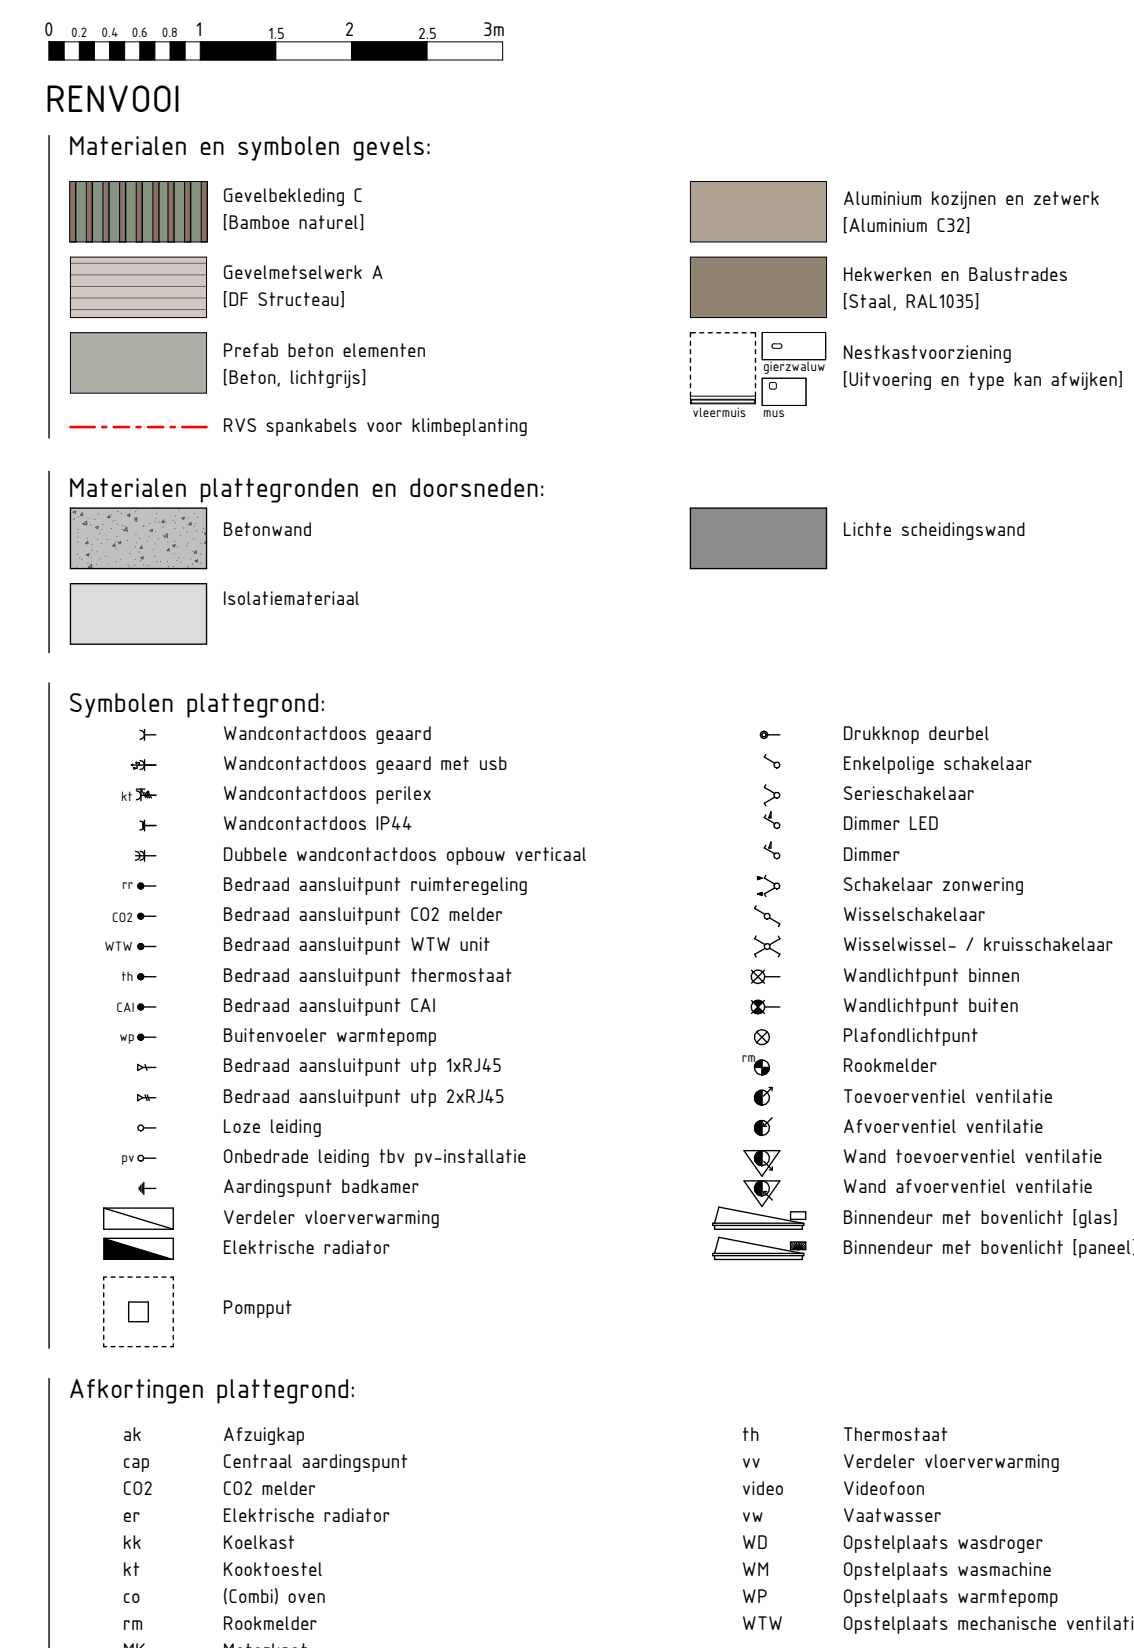 0 0.2 0.4 0.6 0.8 1 1.5 2 2.5 3m
RENVOOI
Materialen en symbolen gevels:
Gevelbekleding C
[Bamboe naturel]
Gevelmetselwerk A
[DF Structeau]
Prefab beton elementen
[Beton, lichtgrijs]
RVS spankabels voor klimbeplanting
Aluminium kozijnen en zetwerk
[Aluminium C32]
Hekwerken en Balustrades
[Staal, RAL1035]
gierzwaluw
vleermuis mus
Nestkastvoorziening
[Uitvoering en type kan afwijken]
Materialen plattegronden en doorsneden:
Betonwand
Isolatiemateriaal
Lichte scheidingswand
Symbolen plattegrond:
Wandcontactdoos geaard
Wandcontactdoos geaard met usb
kt Wandcontactdoos perilex
Wandcontactdoos IP44
Dubbele wandcontactdoos opbouw verticaal
rr Bedraad aansluitpunt ruimteregeling
CO2 Bedraad aansluitpunt CO2 melder
WTW Bedraad aansluitpunt WTW unit
th Bedraad aansluitpunt thermostaat
CAI Bedraad aansluitpunt CAI
wp Buitenvoeler warmtepomp
Bedraad aansluitpunt utp 1xRJ45
Bedraad aansluitpunt utp 2xRJ45
Loze leiding
pv Onbedrade leiding tbv pv-installatie
Aardingspunt badkamer
Verdeler vloerverwarming
Elektrische radiator
Pompput
Drukknop deurbel
Enkelpolige schakelaar
Serieschakelaar
Dimmer LED
Dimmer
Schakelaar zonwering
Wisselschakelaar
Wisselwissel- / kruisschakelaar
Wandlichtpunt binnen
Wandlichtpunt buiten
Plafondlichtpunt
rm Rookmelder
Toevoerventiel ventilatie
Afvoerventiel ventilatie
Wand toevoerventiel ventilatie
Wand afvoerventiel ventilatie
Binnendeur met bovenlicht [glas]
Binnendeur met bovenlicht [paneel]
Afkortingen plattegrond:
ak Afzuigkap
cap Centraal aardingspunt
CO2 CO2 melder
er Elektrische radiator
kk Koelkast
kt Kooktoestel
co (Combi) oven
rm Rookmelder
MK Meterkast
th Thermostaat
vv Verdeler vloerverwarming
video Videofoon
vw Vaatwasser
WD Opstelplaats wasdroger
WM Opstelplaats wasmachine
WP Opstelplaats warmtepomp
WTW Opstelplaats mechanische ventilati